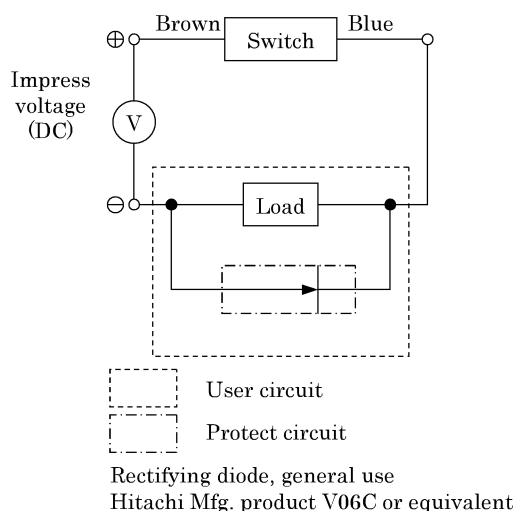 Brown
Switch
Blue
⊕
Impress
voltage
(DC)
V
⊖
Load
User circuit
Protect circuit
Rectifying diode, general use
Hitachi Mfg. product V06C or equivalent